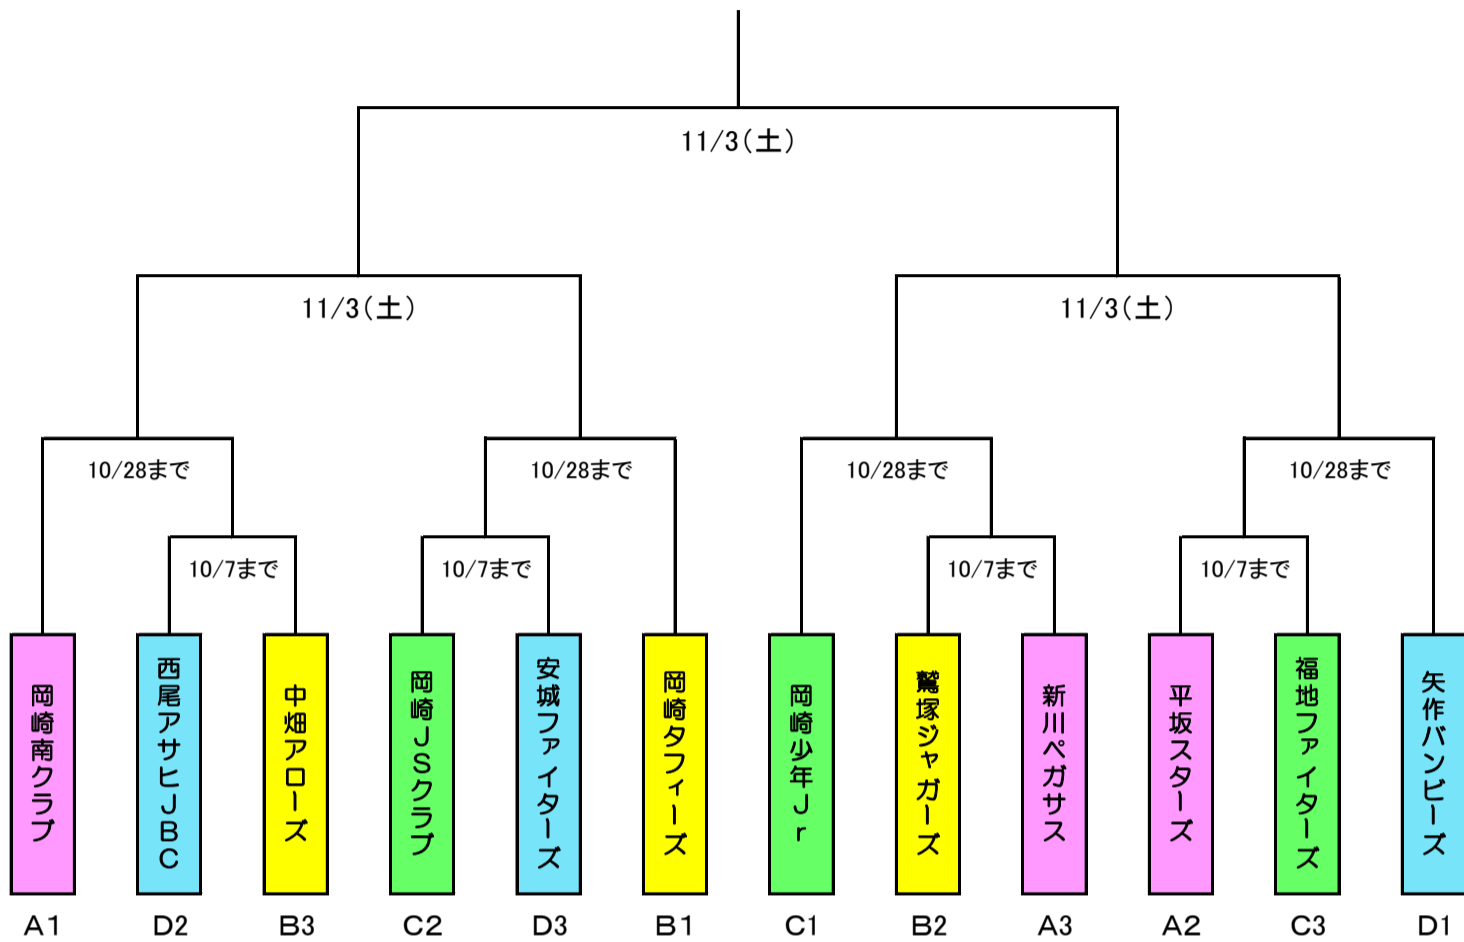 11/3(土)
11/3(土)
11/3(土)
10/28まで
10/28まで
10/28まで
10/28まで
10/7まで
10/7まで
10/7まで
10/7まで
岡崎南クラブ
西尾アサヒJBC
中畑アローズ
岡崎JSクラブ
安城ファイターズ
岡崎タフィーズ
岡崎少年Jr
鷲塚ジャガーズ
新川ペガサス
平坂スターズ
福地ファイターズ
矢作バンビーズ
A1
D2
B3
C2
D3
B1
C1
B2
A3
A2
C3
D1